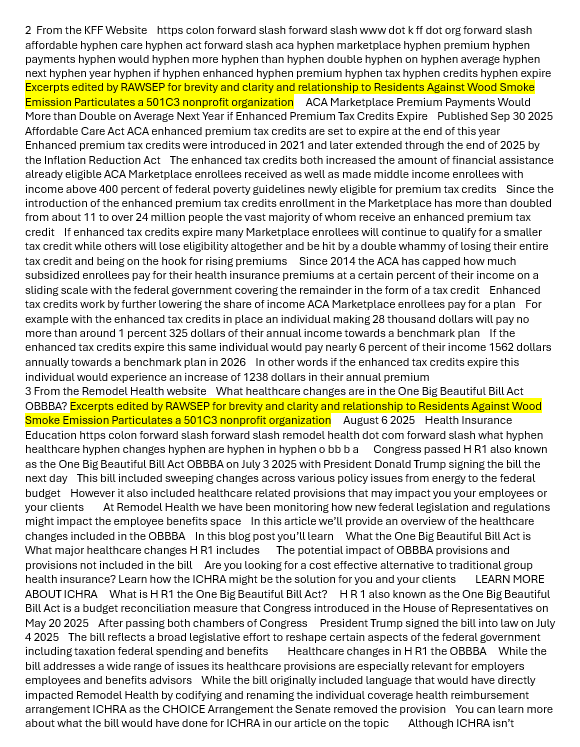 2  From the KFF Website    https colon forward slash forward slash www dot k ff dot org forward slash
affordable hyphen care hyphen act forward slash aca hyphen marketplace hyphen premium hyphen
payments hyphen would hyphen more hyphen than hyphen double hyphen on hyphen average hyphen
next hyphen year hyphen if hyphen enhanced hyphen premium hyphen tax hyphen credits hyphen expire
Excerpts edited by RAWSEP for brevity and clarity and relationship to Residents Against Wood Smoke
Emission Particulates a 501C3 nonprofit organization    ACA Marketplace Premium Payments Would
More than Double on Average Next Year if Enhanced Premium Tax Credits Expire    Published Sep 30 2025
Affordable Care Act ACA enhanced premium tax credits are set to expire at the end of this year
Enhanced premium tax credits were introduced in 2021 and later extended through the end of 2025 by
the Inflation Reduction Act    The enhanced tax credits both increased the amount of financial assistance
already eligible ACA Marketplace enrollees received as well as made middle income enrollees with
income above 400 percent of federal poverty guidelines newly eligible for premium tax credits    Since the
introduction of the enhanced premium tax credits enrollment in the Marketplace has more than doubled
from about 11 to over 24 million people the vast majority of whom receive an enhanced premium tax
credit    If enhanced tax credits expire many Marketplace enrollees will continue to qualify for a smaller
tax credit while others will lose eligibility altogether and be hit by a double whammy of losing their entire
tax credit and being on the hook for rising premiums    Since 2014 the ACA has capped how much
subsidized enrollees pay for their health insurance premiums at a certain percent of their income on a
sliding scale with the federal government covering the remainder in the form of a tax credit    Enhanced
tax credits work by further lowering the share of income ACA Marketplace enrollees pay for a plan    For
example with the enhanced tax credits in place an individual making 28 thousand dollars will pay no
more than around 1 percent 325 dollars of their annual income towards a benchmark plan    If the
enhanced tax credits expire this same individual would pay nearly 6 percent of their income 1562 dollars
annually towards a benchmark plan in 2026    In other words if the enhanced tax credits expire this
individual would experience an increase of 1238 dollars in their annual premium
3 From the Remodel Health website    What healthcare changes are in the One Big Beautiful Bill Act
OBBBA? Excerpts edited by RAWSEP for brevity and clarity and relationship to Residents Against Wood
Smoke Emission Particulates a 501C3 nonprofit organization    August 6 2025    Health Insurance
Education https colon forward slash forward slash remodel health dot com forward slash what hyphen
healthcare hyphen changes hyphen are hyphen in hyphen o bb b a    Congress passed H R1 also known
as the One Big Beautiful Bill Act OBBBA on July 3 2025 with President Donald Trump signing the bill the
next day    This bill included sweeping changes across various policy issues from energy to the federal
budget    However it also included healthcare related provisions that may impact you your employees or
your clients    At Remodel Health we have been monitoring how new federal legislation and regulations
might impact the employee benefits space    In this article we'll provide an overview of the healthcare
changes included in the OBBBA    In this blog post you'll learn    What the One Big Beautiful Bill Act is
What major healthcare changes H R1 includes    The potential impact of OBBBA provisions and
provisions not included in the bill    Are you looking for a cost effective alternative to traditional group
health insurance? Learn how the ICHRA might be the solution for you and your clients    LEARN MORE
ABOUT ICHRA    What is H R1 the One Big Beautiful Bill Act?    H R 1 also known as the One Big Beautiful
Bill Act is a budget reconciliation measure that Congress introduced in the House of Representatives on
May 20 2025    After passing both chambers of Congress    President Trump signed the bill into law on July
4 2025    The bill reflects a broad legislative effort to reshape certain aspects of the federal government
including taxation federal spending and benefits    Healthcare changes in H R1 the OBBBA    While the
bill addresses a wide range of issues its healthcare provisions are especially relevant for employers
employees and benefits advisors    While the bill originally included language that would have directly
impacted Remodel Health by codifying and renaming the individual coverage health reimbursement
arrangement ICHRA as the CHOICE Arrangement the Senate removed the provision    You can learn more
about what the bill would have done for ICHRA in our article on the topic    Although ICHRA isn't